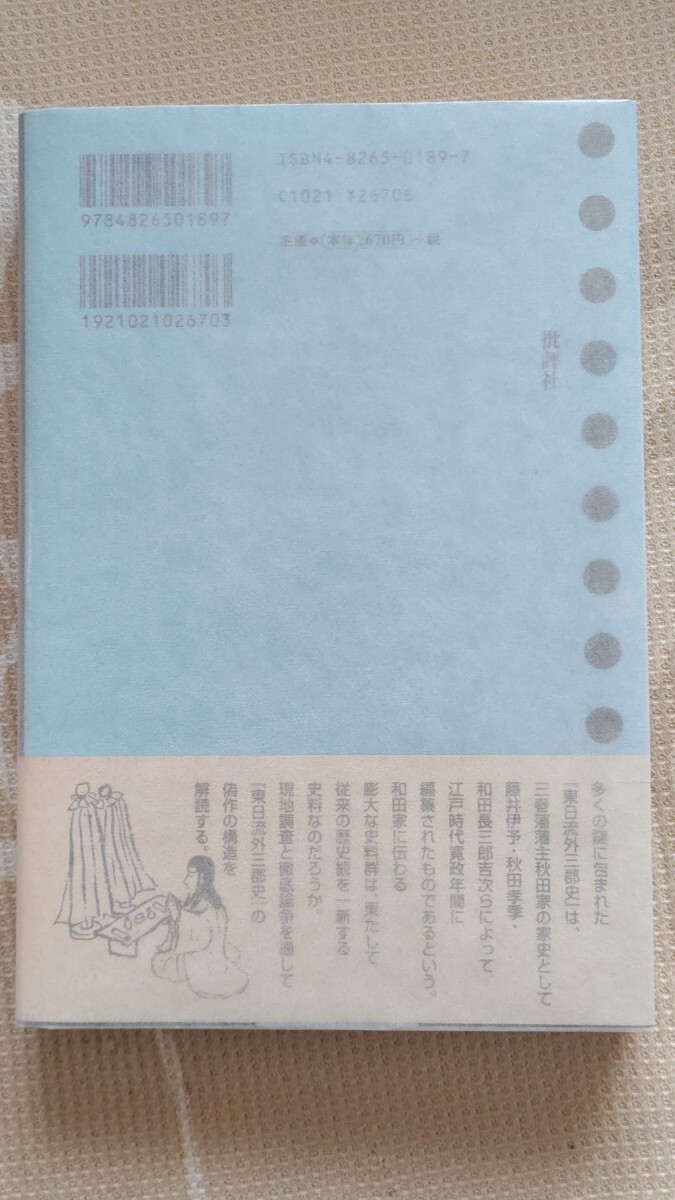 ISBN4-8265-0189-7
C1021 ¥2670E
定価◇(本体2670円)+税
9784826501897
1921021026703
批評社
多くの謎に包まれた
『東日流外三郡史』は、
三春藩藩主秋田家の家史として
藤井伊予・秋田孝季・
和田長三郎吉次らによって
江戸時代寛政年間に
編纂されたものであるという。
和田家に伝わる
膨大な史料群は、果たして
従来の歴史観を一新する
史料なのだろうか。
現地調査と徹底論争を通して
『東日流外三郡史』の
偽作の構造を
解読する。